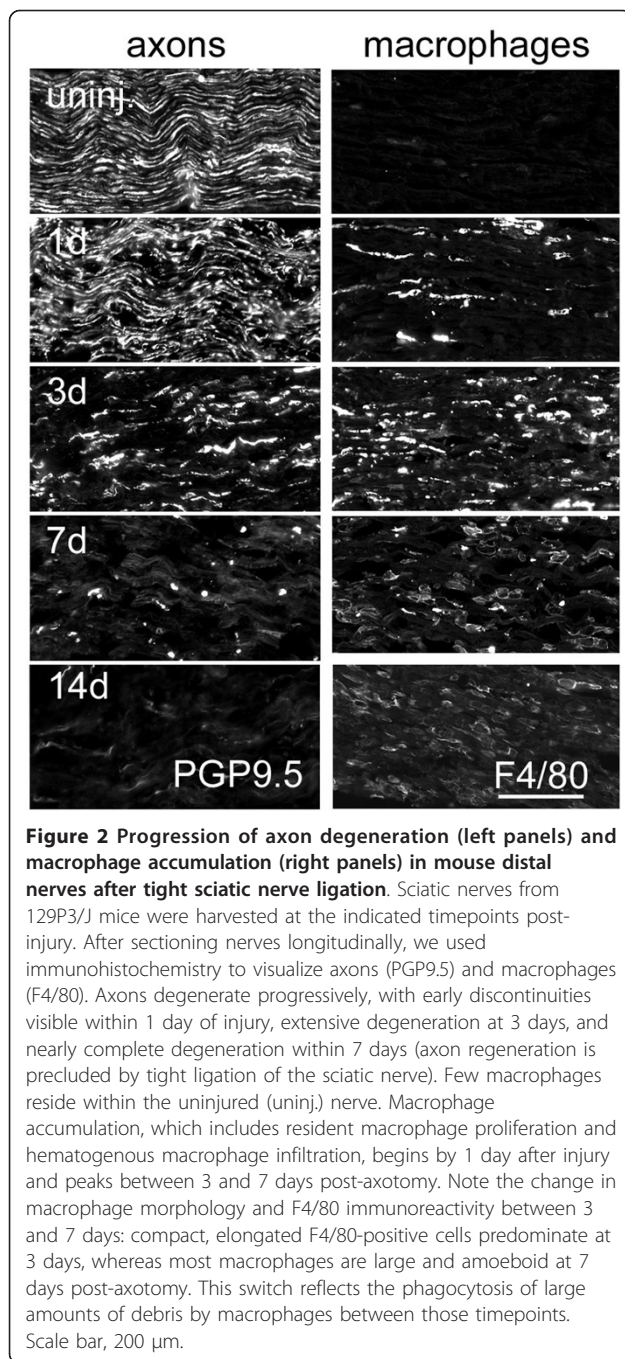 axons macrophages
uninj.
1d
3d
7d
14d
PGP9.5 F4/80
Figure 2 Progression of axon degeneration (left panels) and
macrophage accumulation (right panels) in mouse distal
nerves after tight sciatic nerve ligation. Sciatic nerves from
129P3/J mice were harvested at the indicated timepoints post-
injury. After sectioning nerves longitudinally, we used
immunohistochemistry to visualize axons (PGP9.5) and macrophages
(F4/80). Axons degenerate progressively, with early discontinuities
visible within 1 day of injury, extensive degeneration at 3 days, and
nearly complete degeneration within 7 days (axon regeneration is
precluded by tight ligation of the sciatic nerve). Few macrophages
reside within the uninjured (uninj.) nerve. Macrophage
accumulation, which includes resident macrophage proliferation and
hematogenous macrophage infiltration, begins by 1 day after injury
and peaks between 3 and 7 days post-axotomy. Note the change in
macrophage morphology and F4/80 immunoreactivity between 3
and 7 days: compact, elongated F4/80-positive cells predominate at
3 days, whereas most macrophages are large and amoeboid at 7
days post-axotomy. This switch reflects the phagocytosis of large
amounts of debris by macrophages between those timepoints.
Scale bar, 200 μm.